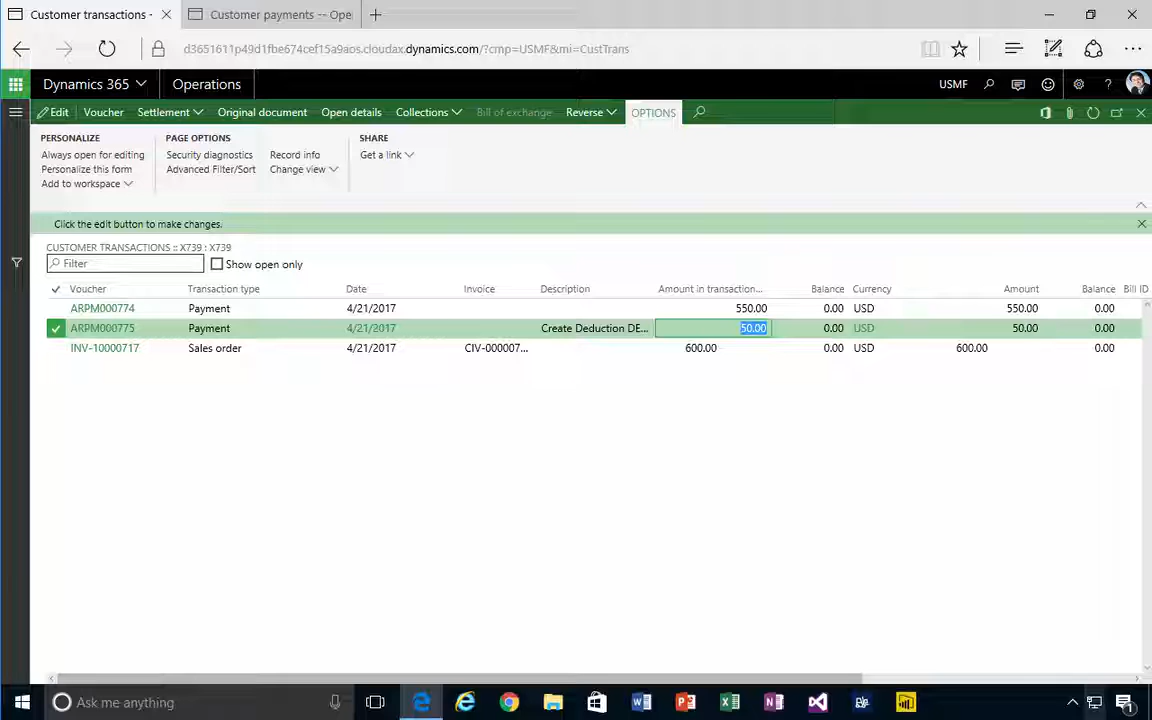 Customer transactions -
Customer payments -- Ope
d3651611p49d1fbe674cef15a9aos.cloudax.dynamics.com/?cmp=USMF&mi=CustTrans
Dynamics 365
Operations
USMF
Edit
Voucher
Settlement
Original document
Open details
Collections
Bill of exchange
Reverse
OPTIONS
PERSONALIZE
Always open for editing
Personalize this form
Add to workspace
PAGE OPTIONS
Security diagnostics
Advanced Filter/Sort
Record info
Change view
SHARE
Get a link
Click the edit button to make changes.
CUSTOMER TRANSACTIONS :: X739 : X739
Filter
Show open only
Voucher Transaction type Date Invoice Description Amount in transaction... Balance Currency Amount Balance Bill ID
ARPM000774 Payment 4/21/2017 550.00 0.00 USD 550.00 0.00
ARPM000775 Payment 4/21/2017 Create Deduction DE... 50.00 0.00 USD 50.00 0.00
INV-10000717 Sales order 4/21/2017 CIV-000007... 600.00 0.00 USD 600.00 0.00
Ask me anything